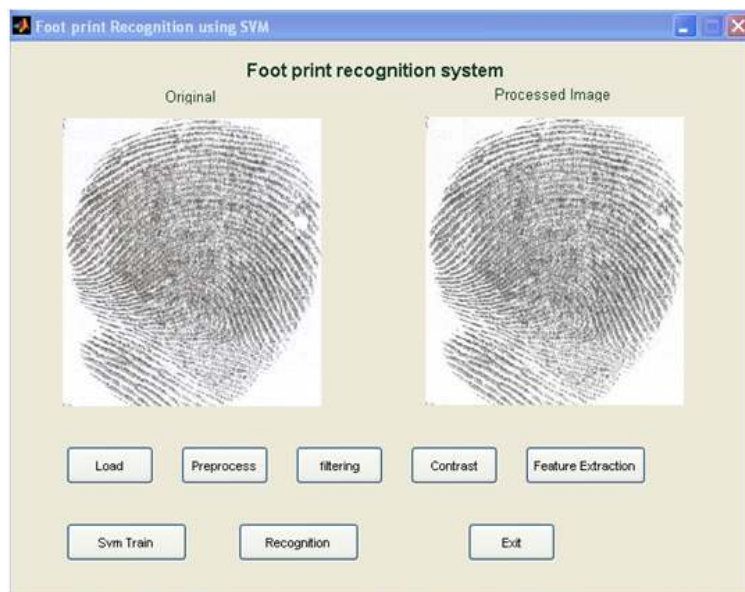 Foot print Recognition using SVM
Foot print recognition system
Original
Processed Image
Load
Preprocess
filtering
Contrast
Feature Extraction
Svm Train
Recognition
Exit